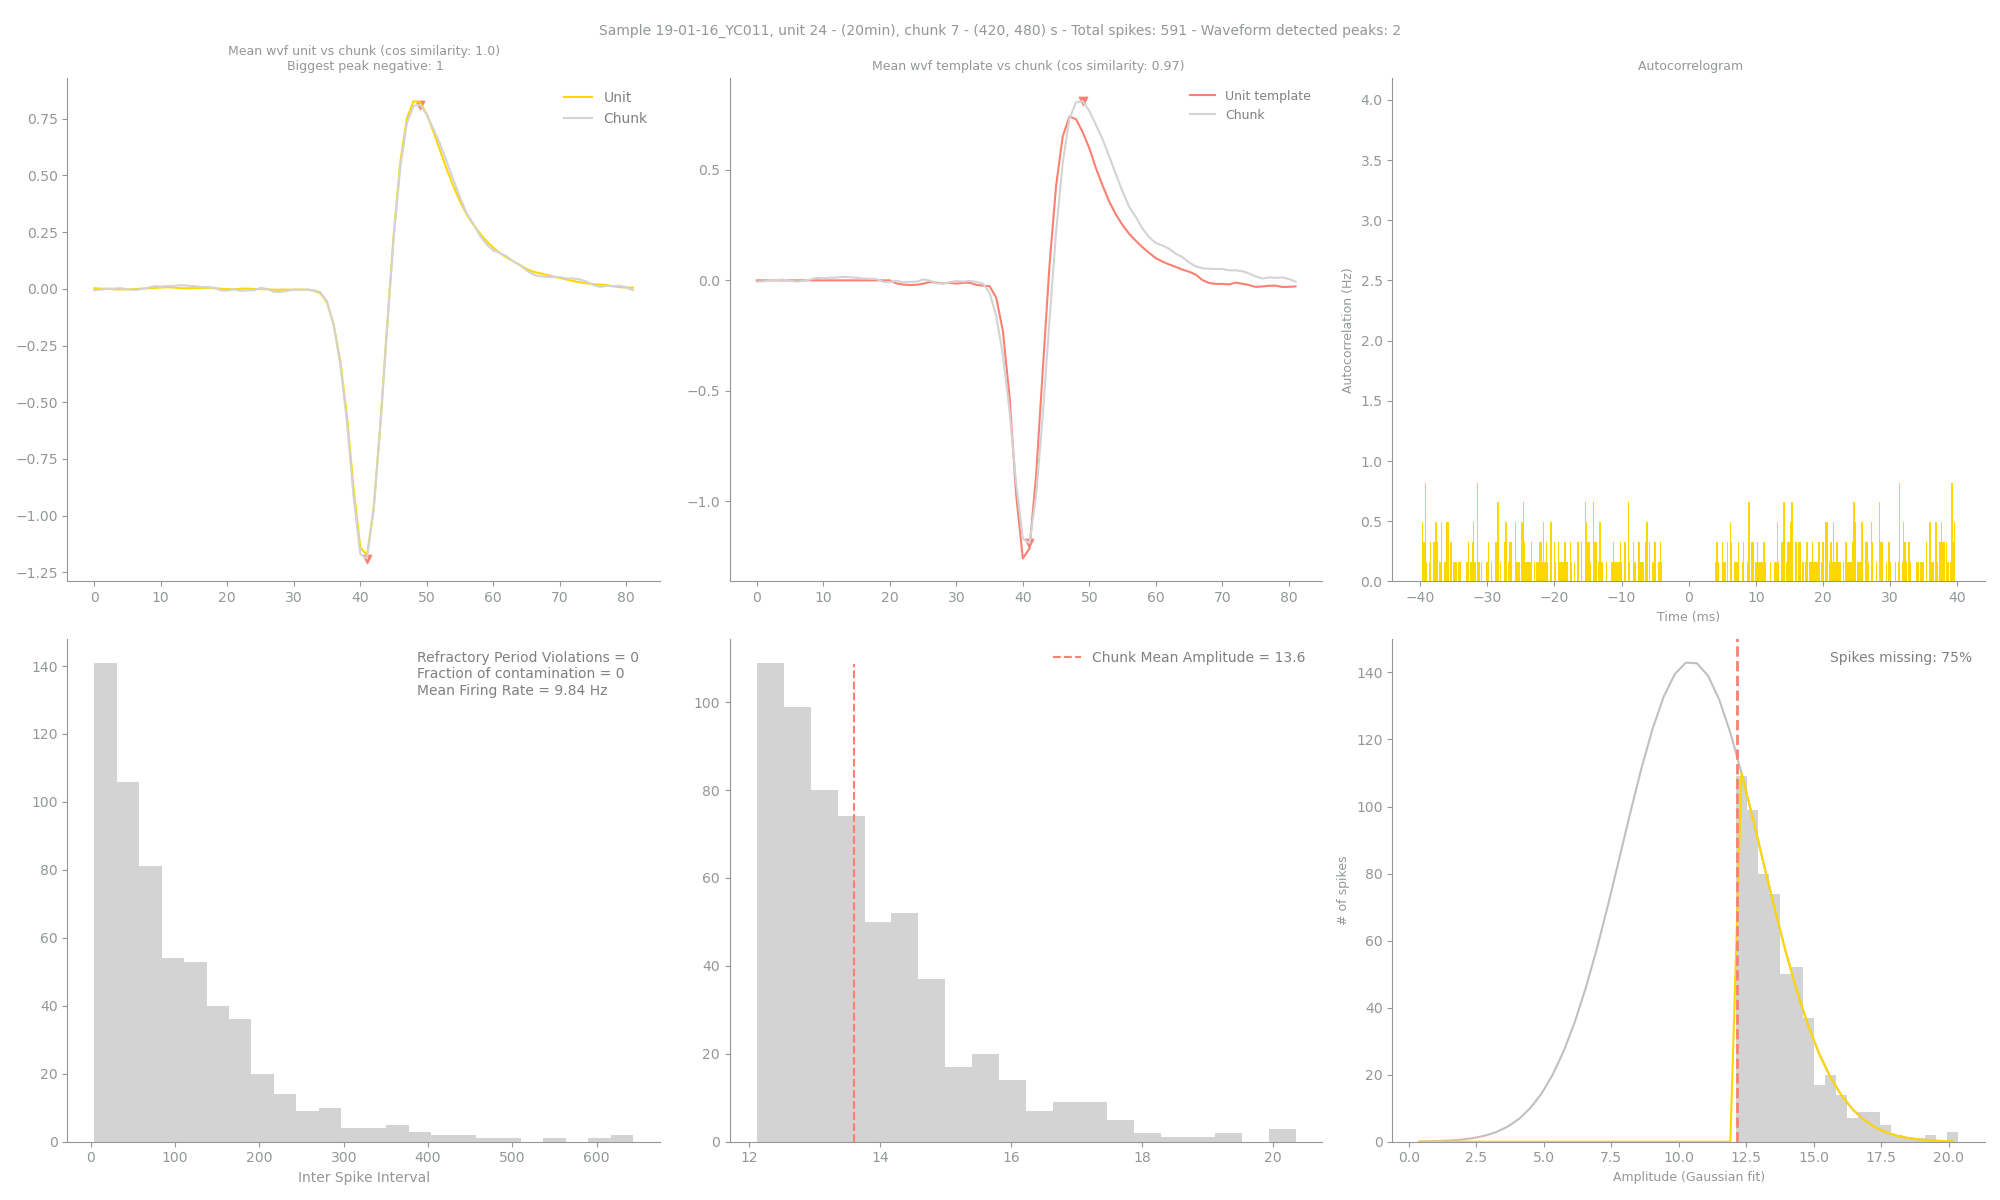 Sample 19-01-16_YC011, unit 24 - (20min), chunk 7 - (420, 480) s - Total spikes: 591 - Waveform detected peaks: 2
Mean wvf unit vs chunk (cos similarity: 1.0)
Biggest peak negative: 1
Unit
Chunk
0.75
0.50
0.25
0.00
−0.25
−0.50
−0.75
−1.00
−1.25
0 10 20 30 40 50 60 70 80
Mean wvf template vs chunk (cos similarity: 0.97)
Unit template
Chunk
0.5
0.0
−0.5
−1.0
0 10 20 30 40 50 60 70 80
Autocorrelogram
Autocorrelation (Hz)
4.0
3.5
3.0
2.5
2.0
1.5
1.0
0.5
0.0
−40 −30 −20 −10 0 10 20 30 40
Time (ms)
Refractory Period Violations = 0
Fraction of contamination = 0
Mean Firing Rate = 9.84 Hz
140
120
100
80
60
40
20
0
0 100 200 300 400 500 600
Inter Spike Interval
Chunk Mean Amplitude = 13.6
100
80
60
40
20
0
12 14 16 18 20
Spikes missing: 75%
# of spikes
140
120
100
80
60
40
20
0
0.0 2.5 5.0 7.5 10.0 12.5 15.0 17.5 20.0
Amplitude (Gaussian fit)